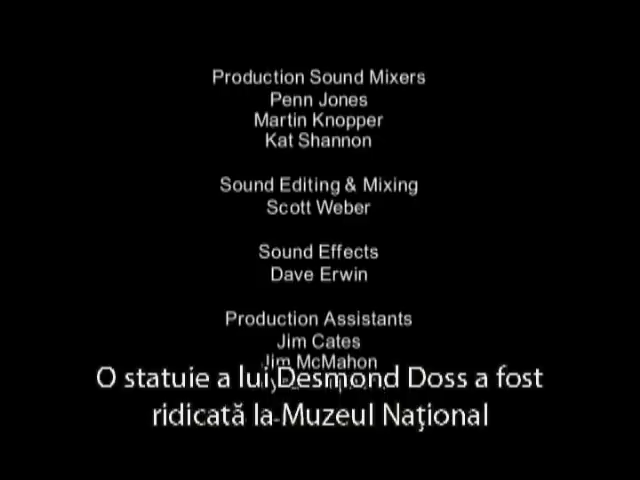 Production Sound Mixers
Penn Jones
Martin Knopper
Kat Shannon
Sound Editing & Mixing
Scott Weber
Sound Effects
Dave Erwin
Production Assistants
Jim Cates
Jim McMahon
O statuie a lui Desmond Doss a fost
ridicată la Muzeul Naţional